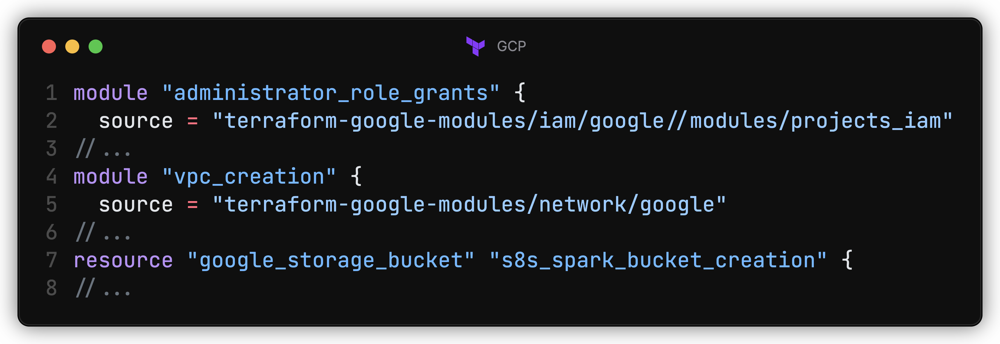 GCP
1 module "administrator_role_grants" {
2   source = "terraform-google-modules/iam/google//modules/projects_iam"
3 //...
4 module "vpc_creation" {
5   source = "terraform-google-modules/network/google"
6 //...
7 resource "google_storage_bucket" "s8s_spark_bucket_creation" {
8 //...